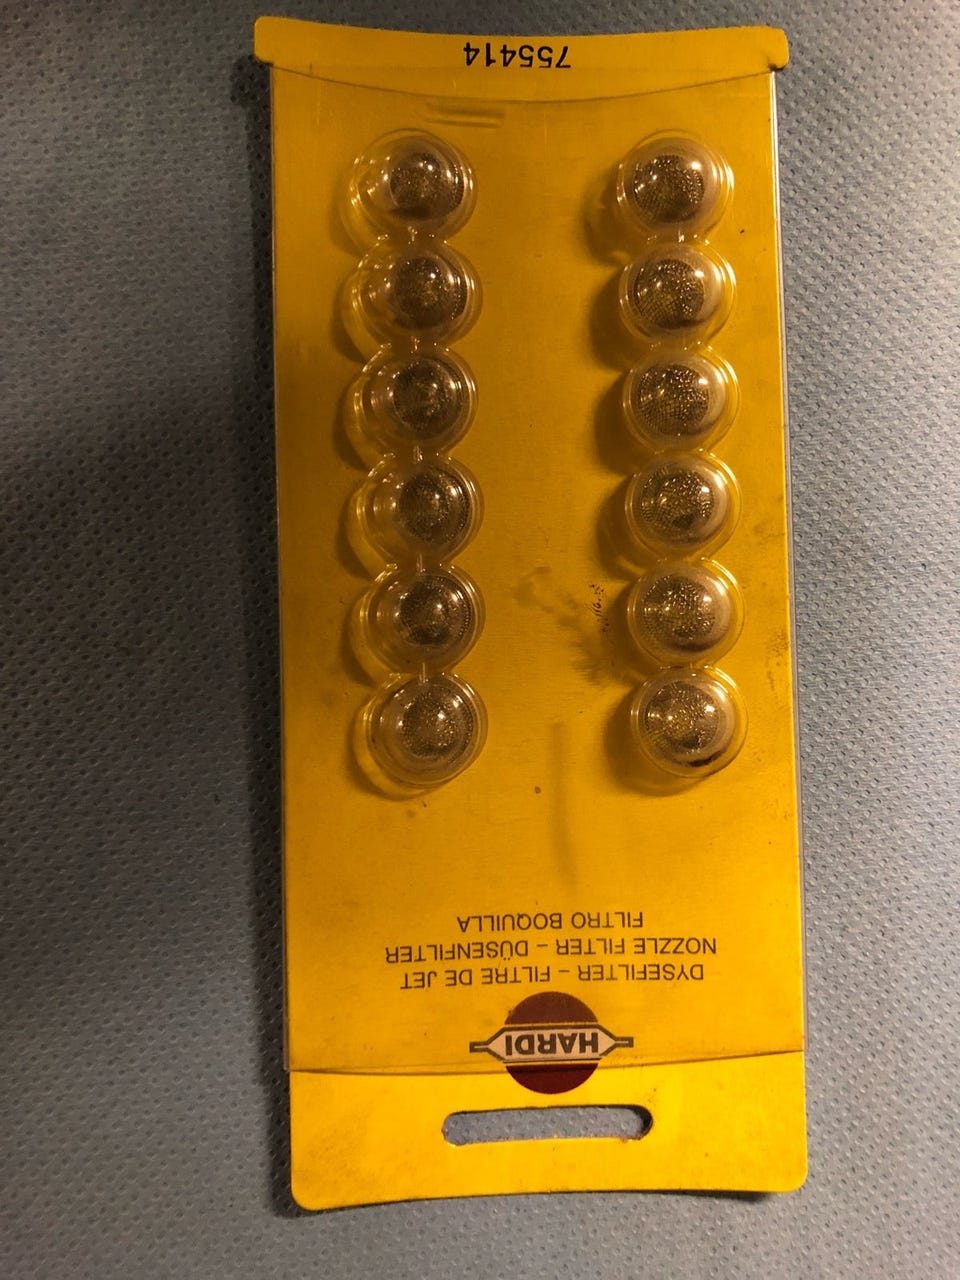 HARDI
DYSEFILTER – FILTRE DE JET
NOZZLE FILTER – DÜSENFILTER
FILTRO BOQUILLA
755414